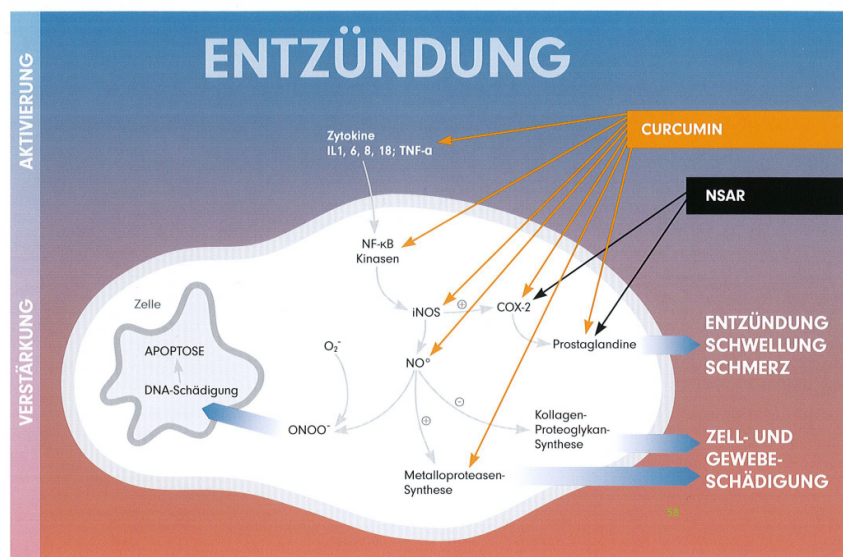 ENTZÜNDUNG
AKTIVIERUNG
VERSTÄRKUNG
CURCUMIN
NSAR
Zytokine
IL1, 6, 8, 18; TNF-α
NF-κB
Kinasen
Zelle
iNOS
+
COX-2
APOPTOSE
O₂⁻
NO°
Prostaglandine
ENTZÜNDUNG
SCHWELLUNG
SCHMERZ
DNA-Schädigung
ONOO⁻
+
−
Kollagen-
Proteoglykan-
Synthese
Metalloproteasen-
Synthese
ZELL- UND
GEWEBE-
SCHÄDIGUNG
58